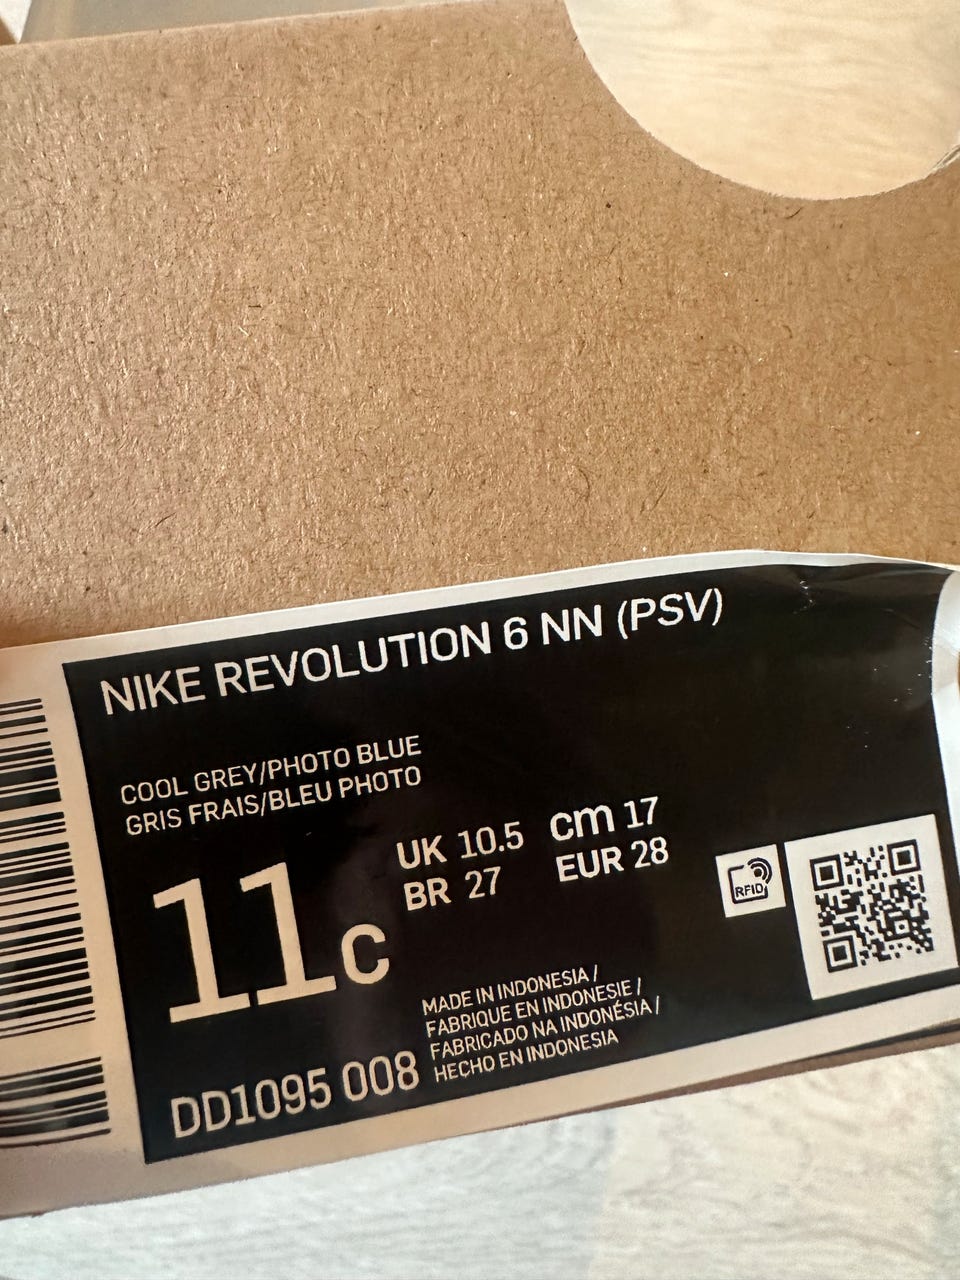 NIKE REVOLUTION 6 NN (PSV)
COOL GREY/PHOTO BLUE
GRIS FRAIS/BLEU PHOTO
11c
UK 10.5 cm 17
BR 27 EUR 28
RFID
MADE IN INDONESIA /
FABRIQUE EN INDONESIE /
FABRICADO NA INDONÉSIA /
HECHO EN INDONESIA
DD1095 008